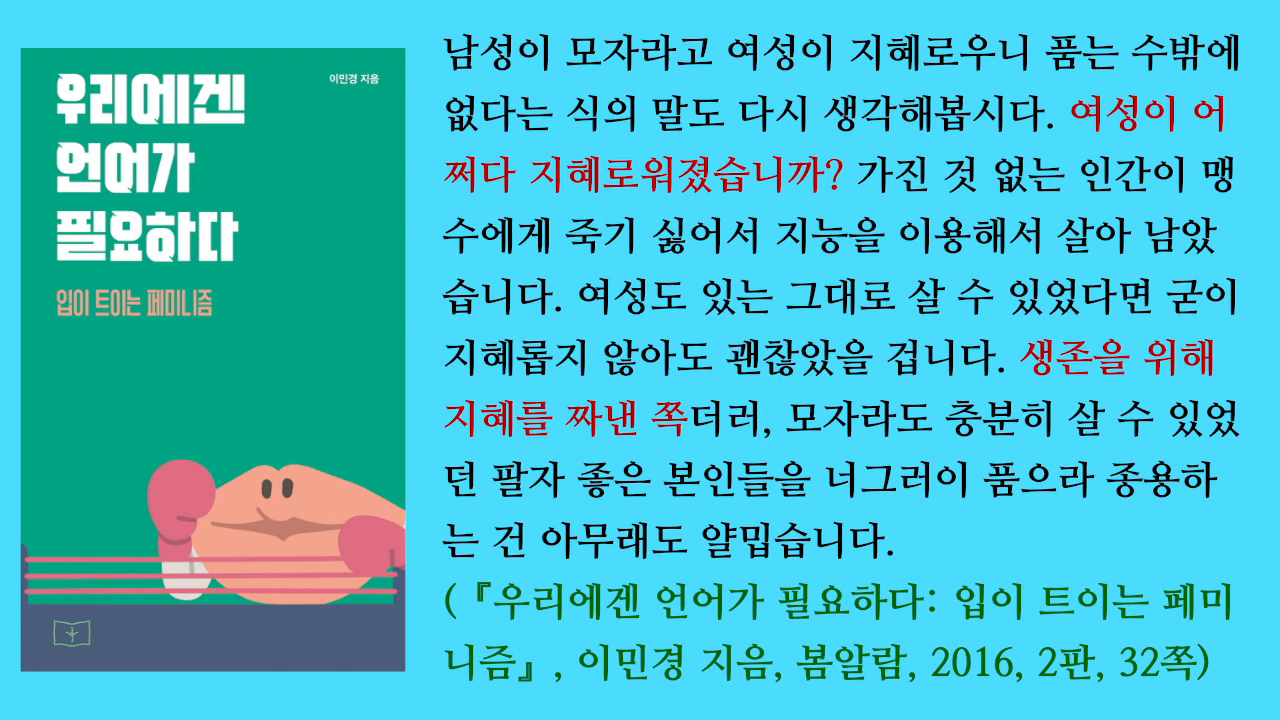 우리에겐
언어가
필요하다
이민경 지음
입이 트이는 페미니즘
남성이 모자라고 여성이 지혜로우니 품는 수밖에
없다는 식의 말도 다시 생각해봅시다. 여성이 어
쩌다 지혜로워졌습니까? 가진 것 없는 인간이 맹
수에게 죽기 싫어서 지능을 이용해서 살아 남았
습니다. 여성도 있는 그대로 살 수 있었다면 굳이
지혜롭지 않아도 괜찮았을 겁니다. 생존을 위해
지혜를 짜낸 쪽더러, 모자라도 충분히 살 수 있었
던 팔자 좋은 본인들을 너그러이 품으라 종용하
는 건 아무래도 얄밉습니다.
(『우리에겐 언어가 필요하다: 입이 트이는 페미
니즘』, 이민경 지음, 봄알람, 2016, 2판, 32쪽)